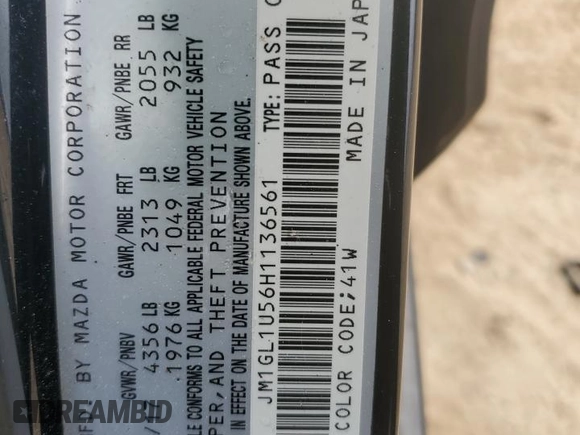 BY MAZDA MOTOR CORPORATION
GVWR/PNBV GAWR/PNBE FRT GAWR/PNBE RR
4356 LB 2313 LB 2055 LB
1976 KG 1049 KG 932 KG
CONFORMS TO ALL APPLICABLE FEDERAL MOTOR VEHICLE SAFETY
AND THEFT PREVENTION
IN EFFECT ON THE DATE OF MANUFACTURE SHOWN ABOVE.
JM1GL1U56H1136561 TYPE: PASS
COLOR CODE; 41W MADE IN JAP
AUTOBIDCAR